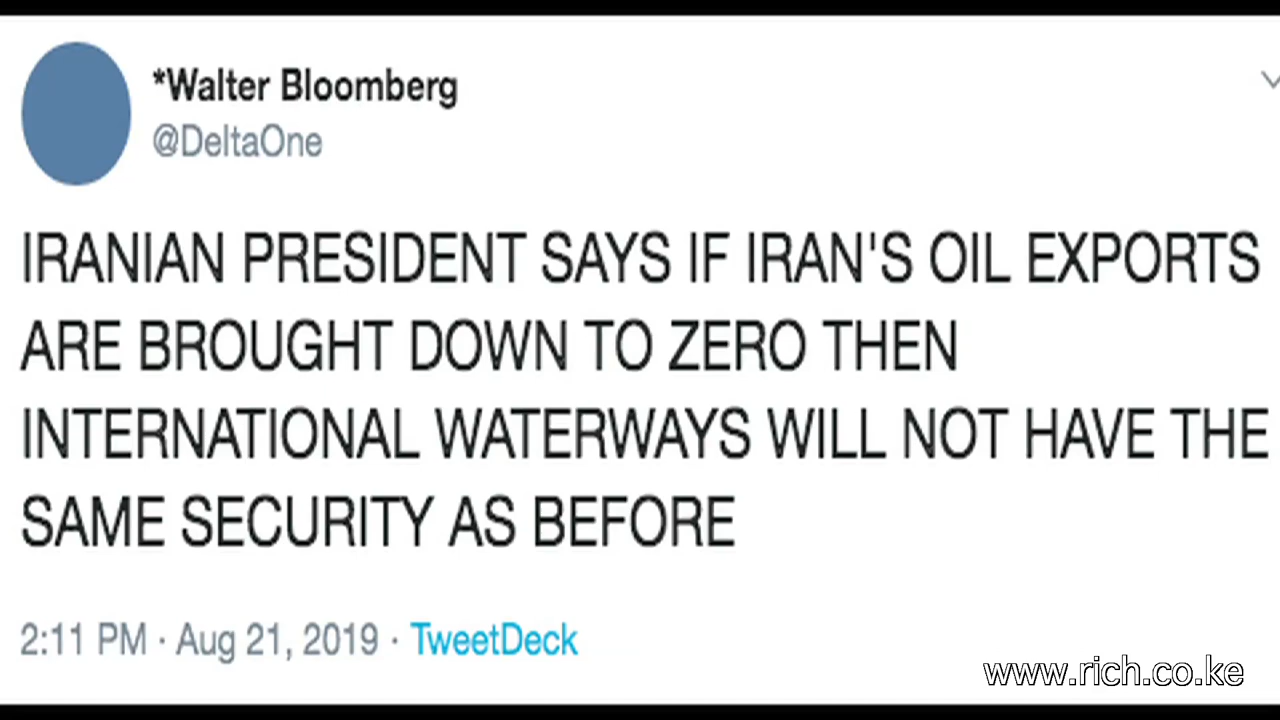 *Walter Bloomberg
@DeltaOne
IRANIAN PRESIDENT SAYS IF IRAN'S OIL EXPORTS
ARE BROUGHT DOWN TO ZERO THEN
INTERNATIONAL WATERWAYS WILL NOT HAVE THE
SAME SECURITY AS BEFORE
2:11 PM · Aug 21, 2019 · TweetDeck
www.rich.co.ke